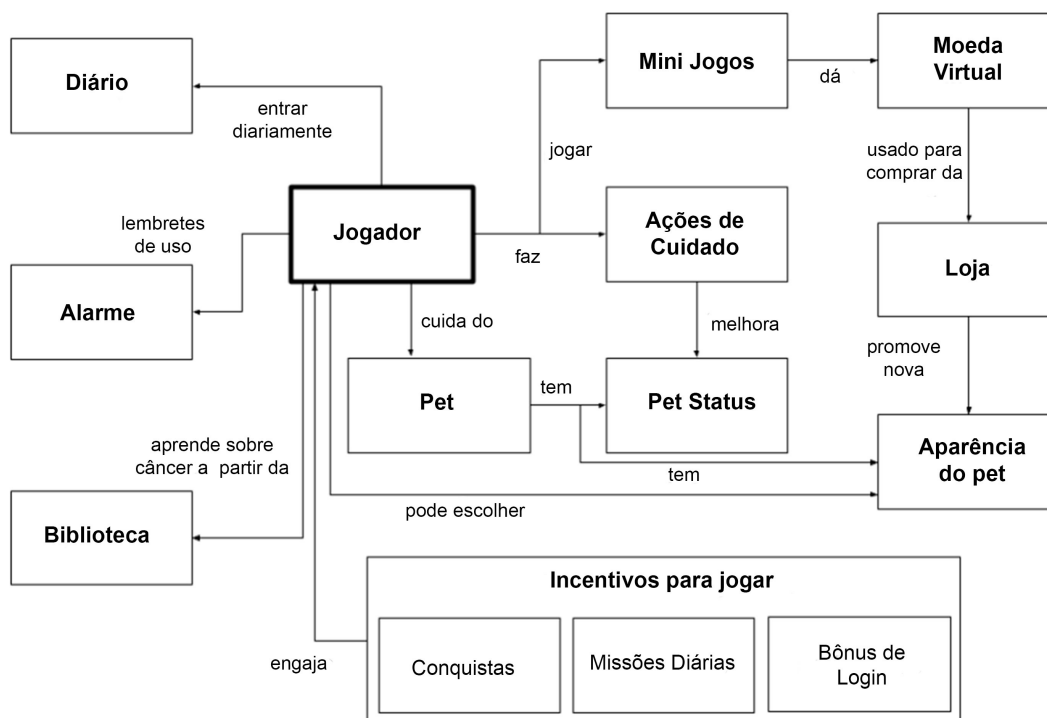 Diário
entrar
diariamente
Mini Jogos
dá
Moeda
Virtual
jogar
usado para
comprar da
lembretes
de uso
Jogador
faz
Ações de
Cuidado
Loja
Alarme
cuida do
melhora
promove
nova
Pet
tem
Pet Status
tem
Aparência
do pet
aprende sobre
câncer a  partir da
pode escolher
Biblioteca
Incentivos para jogar
engaja
Conquistas
Missões Diárias
Bônus de
Login